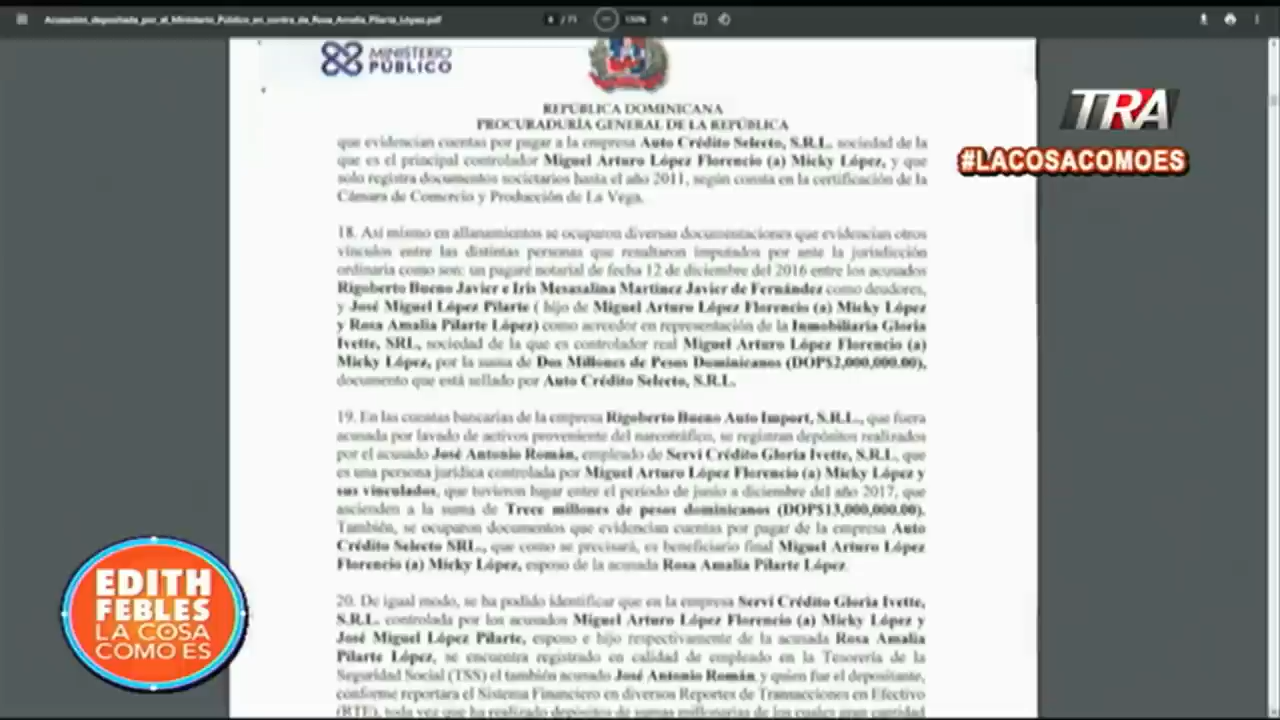 Acusación_depositada_por_el_Ministerio_Público_en_contra_de_Rosa_Amalia_Pilarte_López.pdf
MINISTERIO
PÚBLICO
REPÚBLICA DOMINICANA
PROCURADURÍA GENERAL DE LA REPÚBLICA
que evidencian cuentas por pagar a la empresa Auto Crédito Selecto, S.R.L. sociedad de la
que es el principal controlador Miguel Arturo López Florencio (a) Micky López, y que
solo registra documentos societarios hasta el año 2011, según consta en la certificación de la
Cámara de Comercio y Producción de La Vega.
18. Así mismo en allanamientos se ocuparon diversas documentaciones que evidencian otros
vínculos entre las distintas personas que resultaron imputados por ante la jurisdicción
ordinaria como son: un pagaré notarial de fecha 12 de diciembre del 2016 entre los acusados
Rigoberto Bueno Javier e Iris Mesasalina Martínez Javier de Fernández como deudores,
y José Miguel López Pilarte ( hijo de Miguel Arturo López Florencio (a) Micky López
y Rosa Amalia Pilarte López) como acreedor en representación de la Inmobiliaria Gloria
Ivette, SRL, sociedad de la que es controlador real Miguel Arturo López Florencio (a)
Micky López, por la suma de Dos Millones de Pesos Dominicanos (DOP$2,000,000.00),
documento que está sellado por Auto Crédito Selecto, S.R.L.
19. En las cuentas bancarias de la empresa Rigoberto Bueno Auto Import, S.R.L., que fuera
acusada por lavado de activos proveniente del narcotráfico, se registran depósitos realizados
por el acusado José Antonio Román, empleado de Servi Crédito Gloria Ivette, S.R.L, que
es una persona jurídica controlada por Miguel Arturo López Florencio (a) Micky López y
sus vinculados, que tuvieron lugar entre el periodo de junio a diciembre del año 2017, que
ascienden a la suma de Trece millones de pesos dominicanos (DOP$13,000,000.00).
También, se ocuparon documentos que evidencian cuentas por pagar de la empresa Auto
Crédito Selecto SRL., que como se precisará, es beneficiario final Miguel Arturo López
Florencio (a) Micky López, esposo de la acusada Rosa Amalia Pilarte López.
20. De igual modo, se ha podido identificar que en la empresa Servi Crédito Gloria Ivette,
S.R.L. controlada por los acusados Miguel Arturo López Florencio (a) Micky López y
José Miguel López Pilarte, esposo e hijo respectivamente de la acusada Rosa Amalia
Pilarte López, se encuentra registrado en calidad de empleado en la Tesorería de la
Seguridad Social (TSS) el también acusado José Antonio Román, y quien fue el depositante,
conforme reportara el Sistema Financiero en diversos Reportes de Transacciones en Efectivo
(RTE), toda vez que ha realizado depósitos de sumas millonarias de los cuales gran cantidad
TRA
#LACOSACOMOES
EDITH
FEBLES
LA COSA
COMO ES